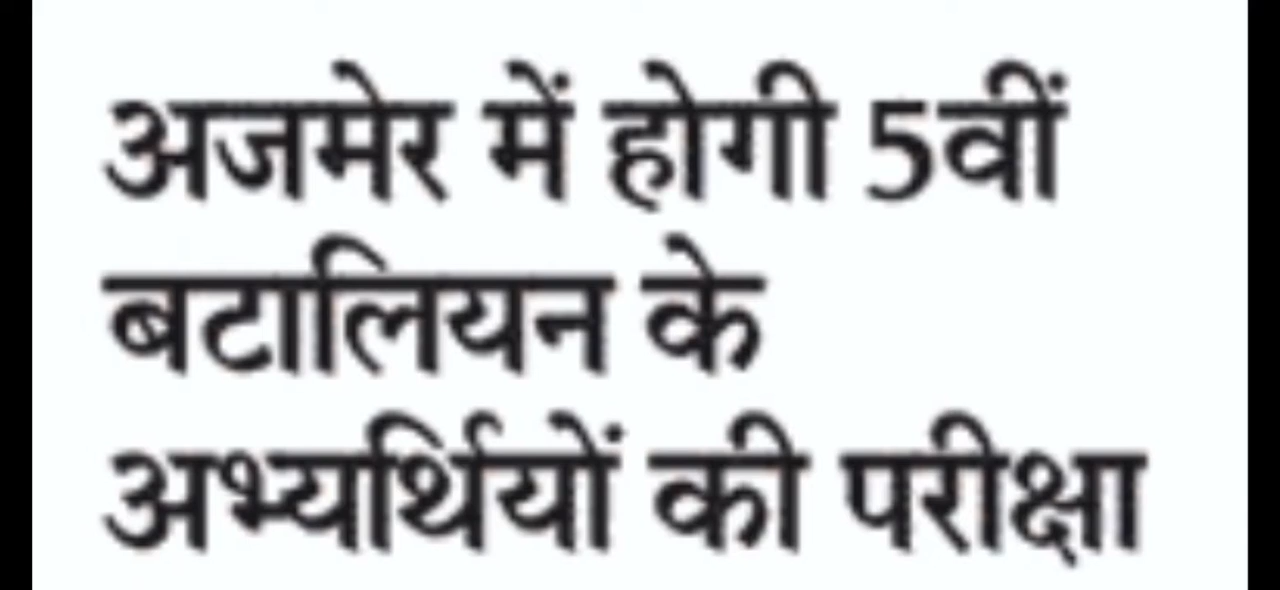 अजमेर में होगी 5वीं
बटालियन के
अभ्यर्थियों की परीक्षा